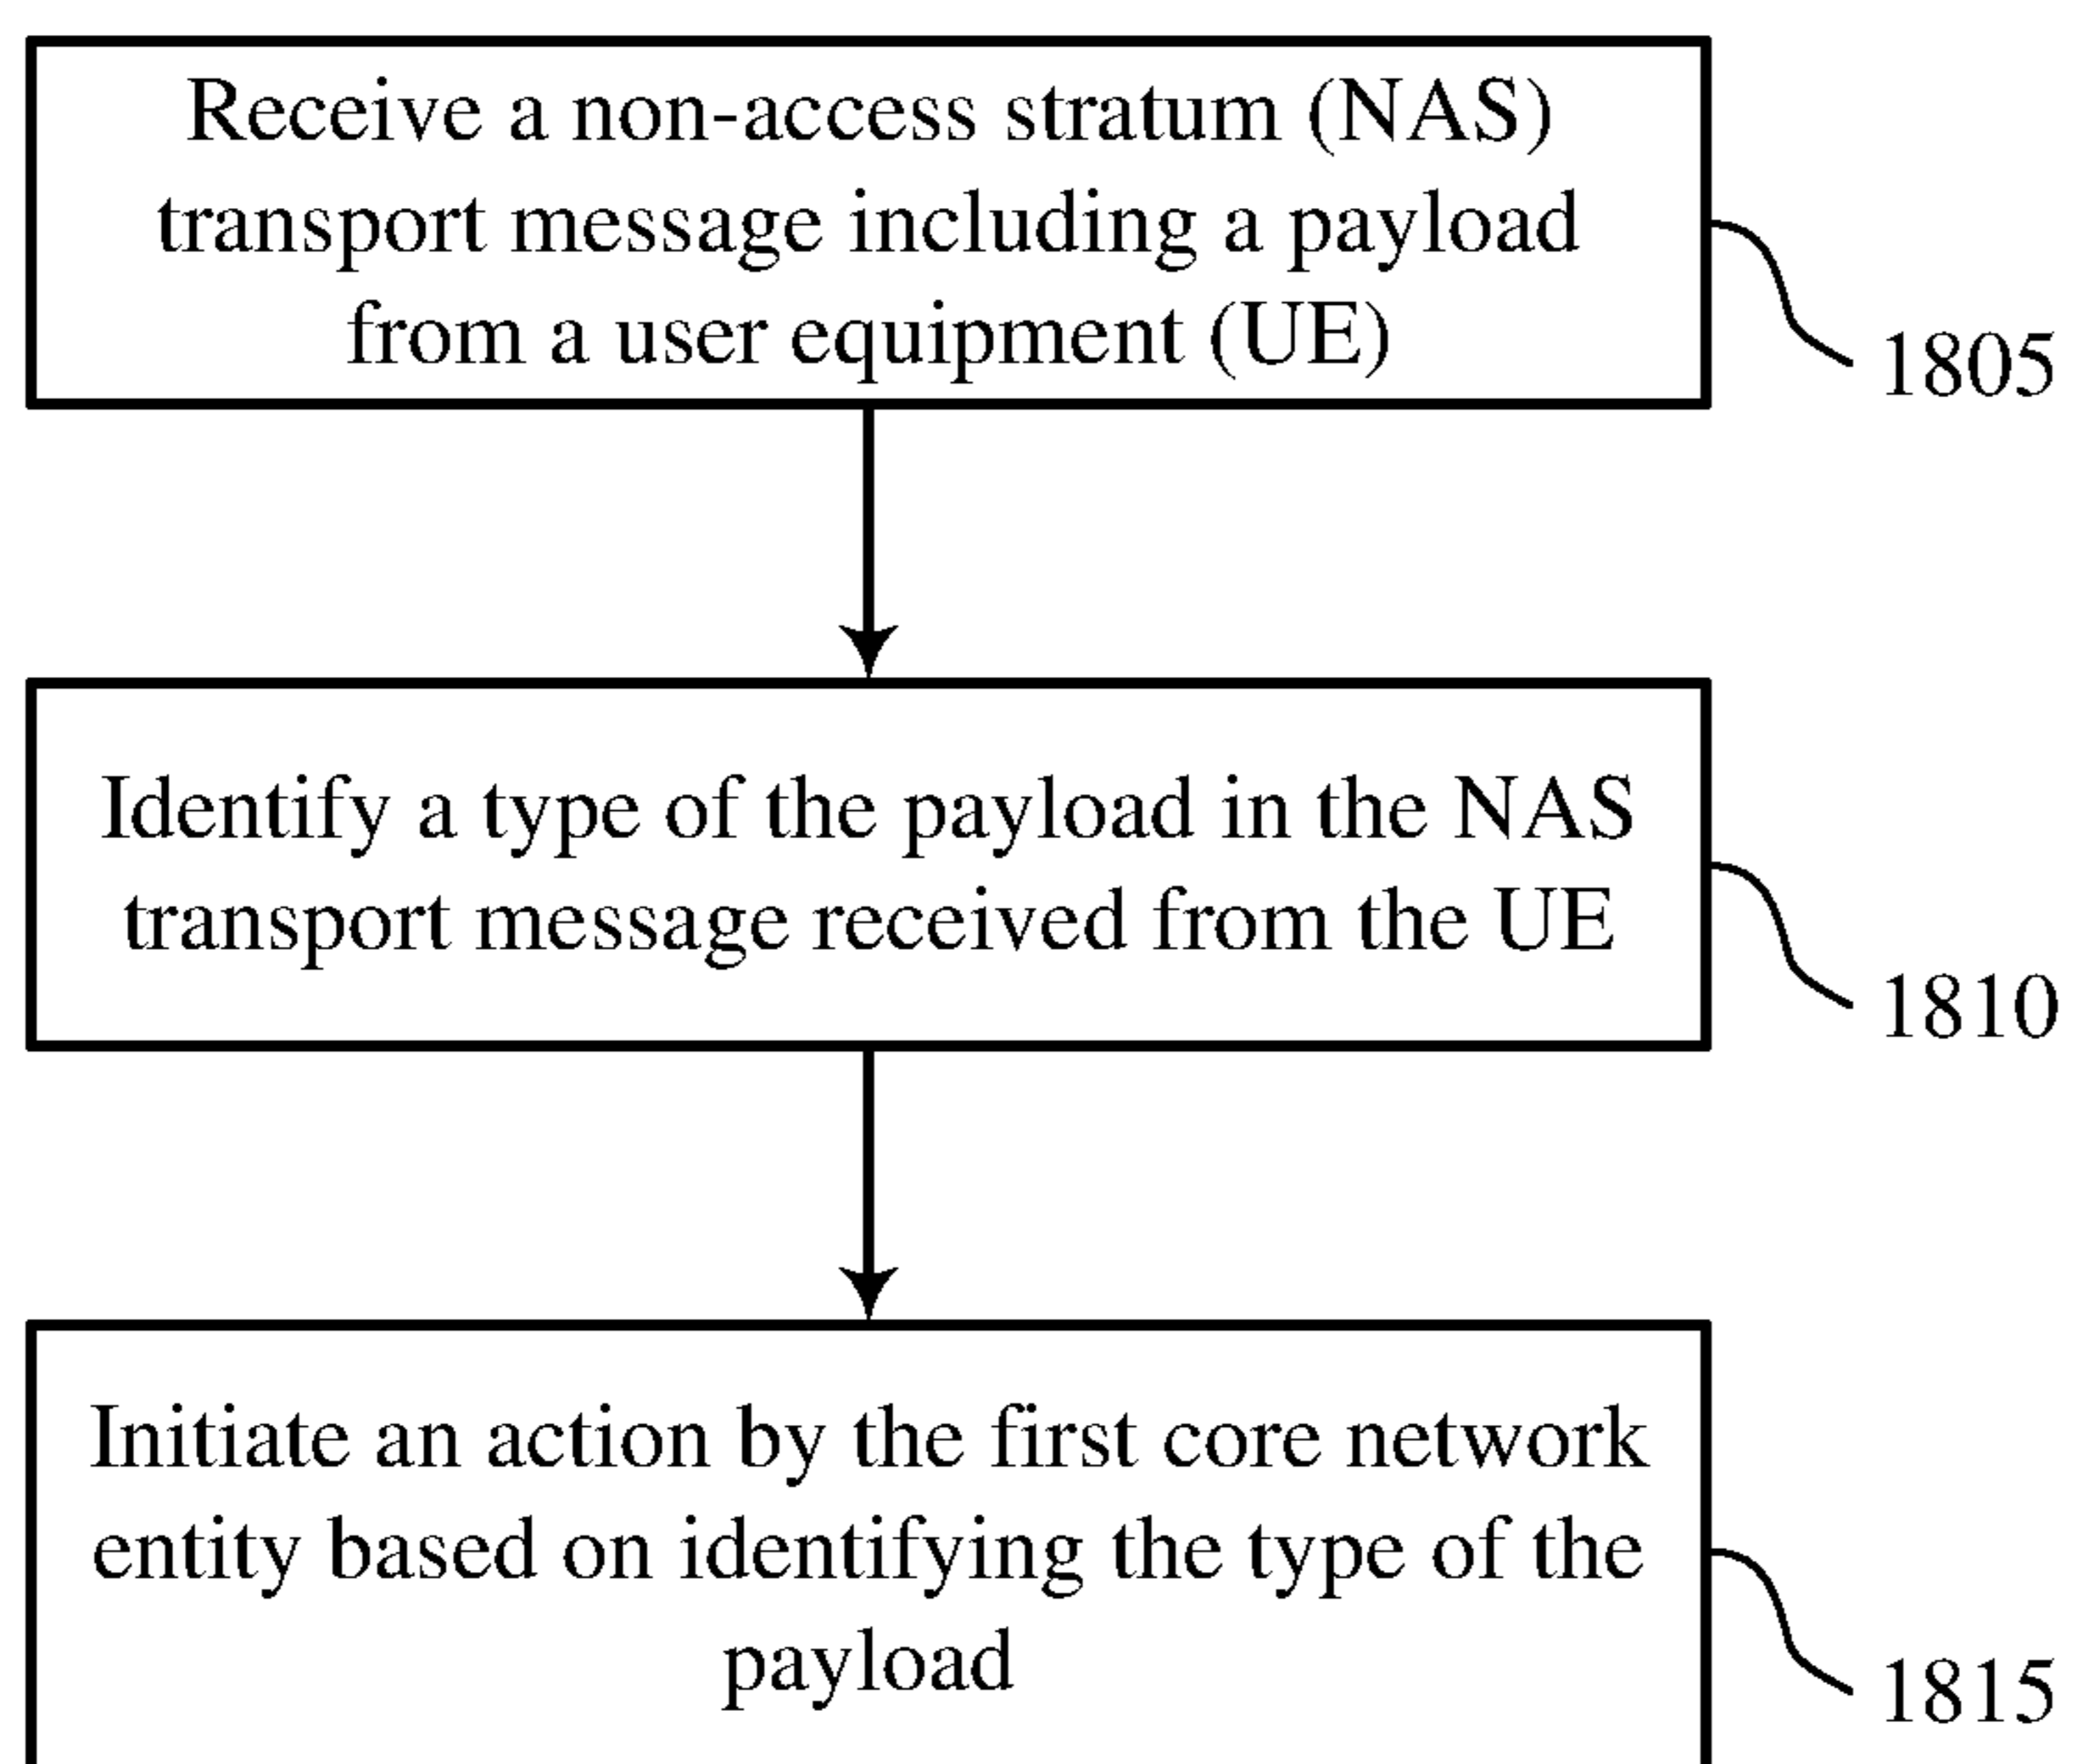 Receive a non-access stratum (NAS)
transport message including a payload
from a user equipment (UE)
1805
Identify a type of the payload in the NAS
transport message received from the UE
1810
Initiate an action by the first core network
entity based on identifying the type of the
payload
1815